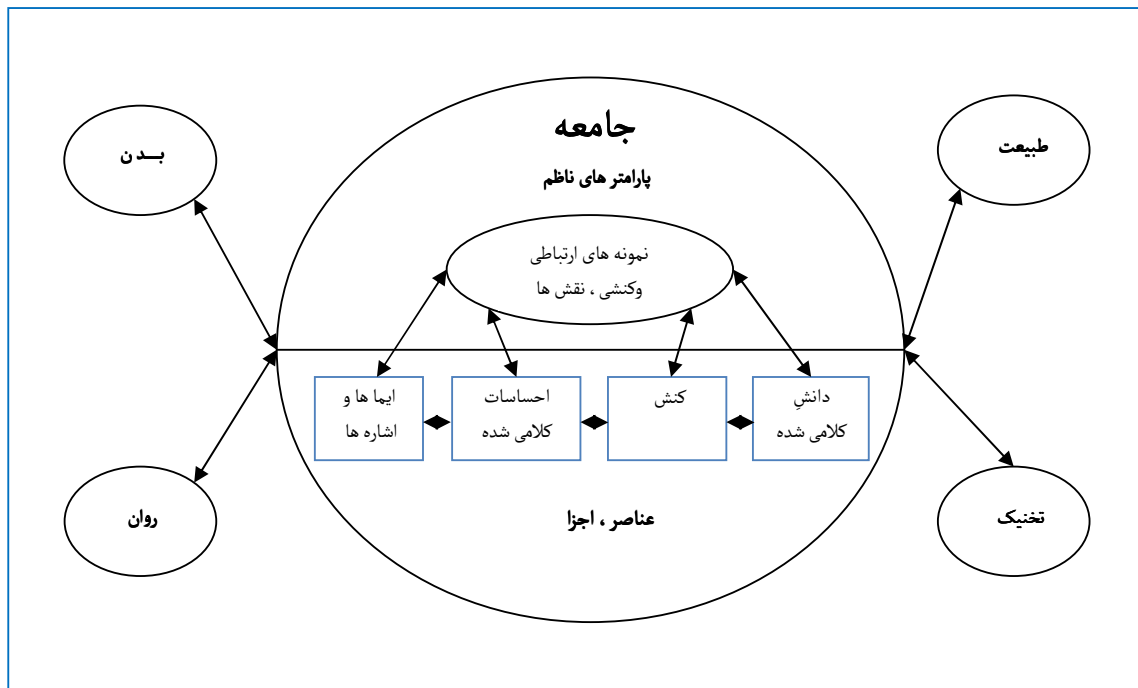 جامعه
پارامتر های ناظم
طبیعت
بـــد ن
نمونه های ارتباطی
وکنشی ، نقش ها
دانشِ
کلامی شده
کنش
احساسات
کلامی شده
ایما ها و
اشاره ها
عناصر ، اجزا
تخنیک
روان